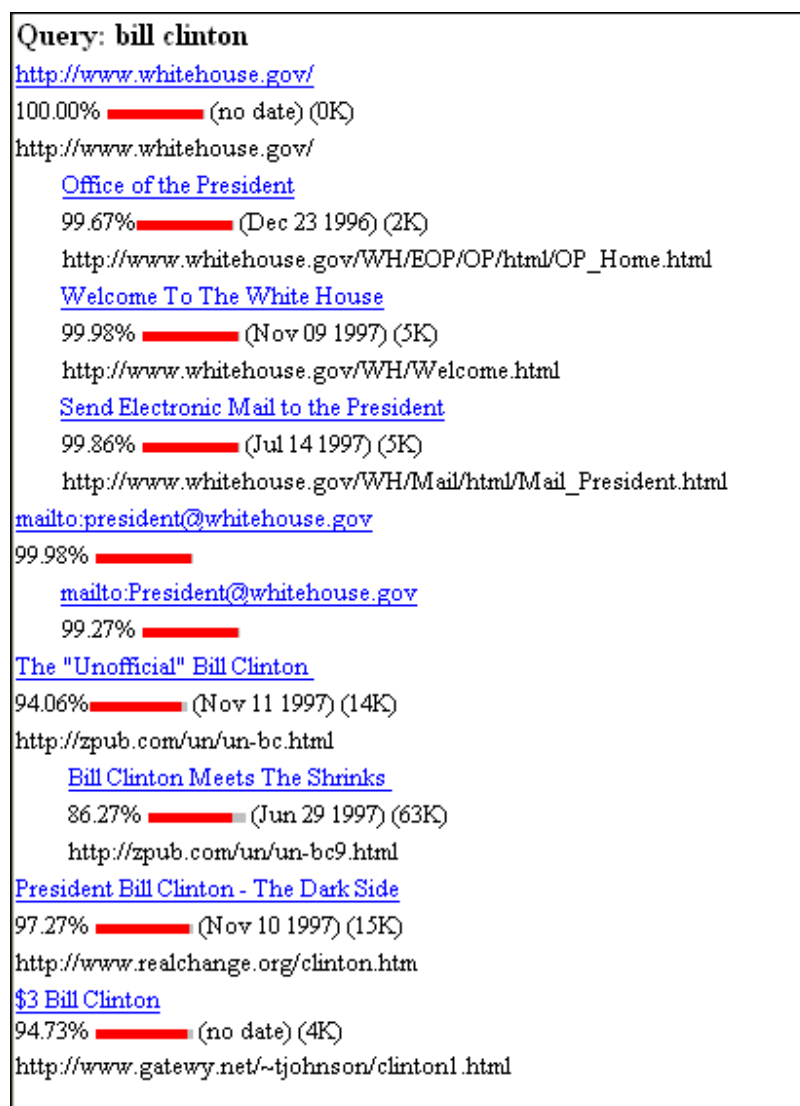 Query: bill clinton
http://www.whitehouse.gov/
100.00% (no date) (0K)
http://www.whitehouse.gov/
Office of the President
99.67% (Dec 23 1996) (2K)
http://www.whitehouse.gov/WH/EOP/OP/html/OP_Home.html
Welcome To The White House
99.98% (Nov 09 1997) (5K)
http://www.whitehouse.gov/WH/Welcome.html
Send Electronic Mail to the President
99.86% (Jul 14 1997) (5K)
http://www.whitehouse.gov/WH/Mail/html/Mail_President.html
mailto:president@whitehouse.gov
99.98%
mailto:President@whitehouse.gov
99.27%
The "Unofficial" Bill Clinton
94.06% (Nov 11 1997) (14K)
http://zpub.com/un/un-bc.html
Bill Clinton Meets The Shrinks
86.27% (Jun 29 1997) (63K)
http://zpub.com/un/un-bc9.html
President Bill Clinton - The Dark Side
97.27% (Nov 10 1997) (15K)
http://www.realchange.org/clinton.htm
$3 Bill Clinton
94.73% (no date) (4K)
http://www.gatewy.net/~tjohnson/clinton1.html